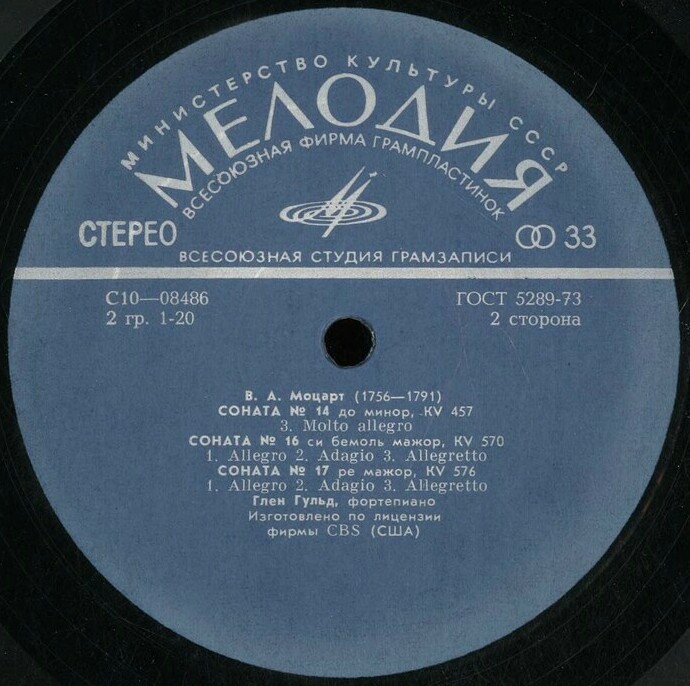 МИНИСТЕРСТВО КУЛЬТУРЫ СССР
МЕЛОДИЯ
ВСЕСОЮЗНАЯ ФИРМА ГРАМПЛАСТИНОК
СТЕРЕО
33
ВСЕСОЮЗНАЯ СТУДИЯ ГРАМЗАПИСИ
С10—08486
ГОСТ 5289-73
2 гр. 1-20
2 сторона
В. А. Моцарт (1756—1791)
СОНАТА № 14 до минор, KV 457
3. Molto allegro
СОНАТА № 16 си бемоль мажор, KV 570
1. Allegro 2. Adagio 3. Allegretto
СОНАТА № 17 ре мажор, KV 576
1. Allegro 2. Adagio 3. Allegretto
Глен Гульд, фортепиано
Изготовлено по лицензии
фирмы CBS (США)